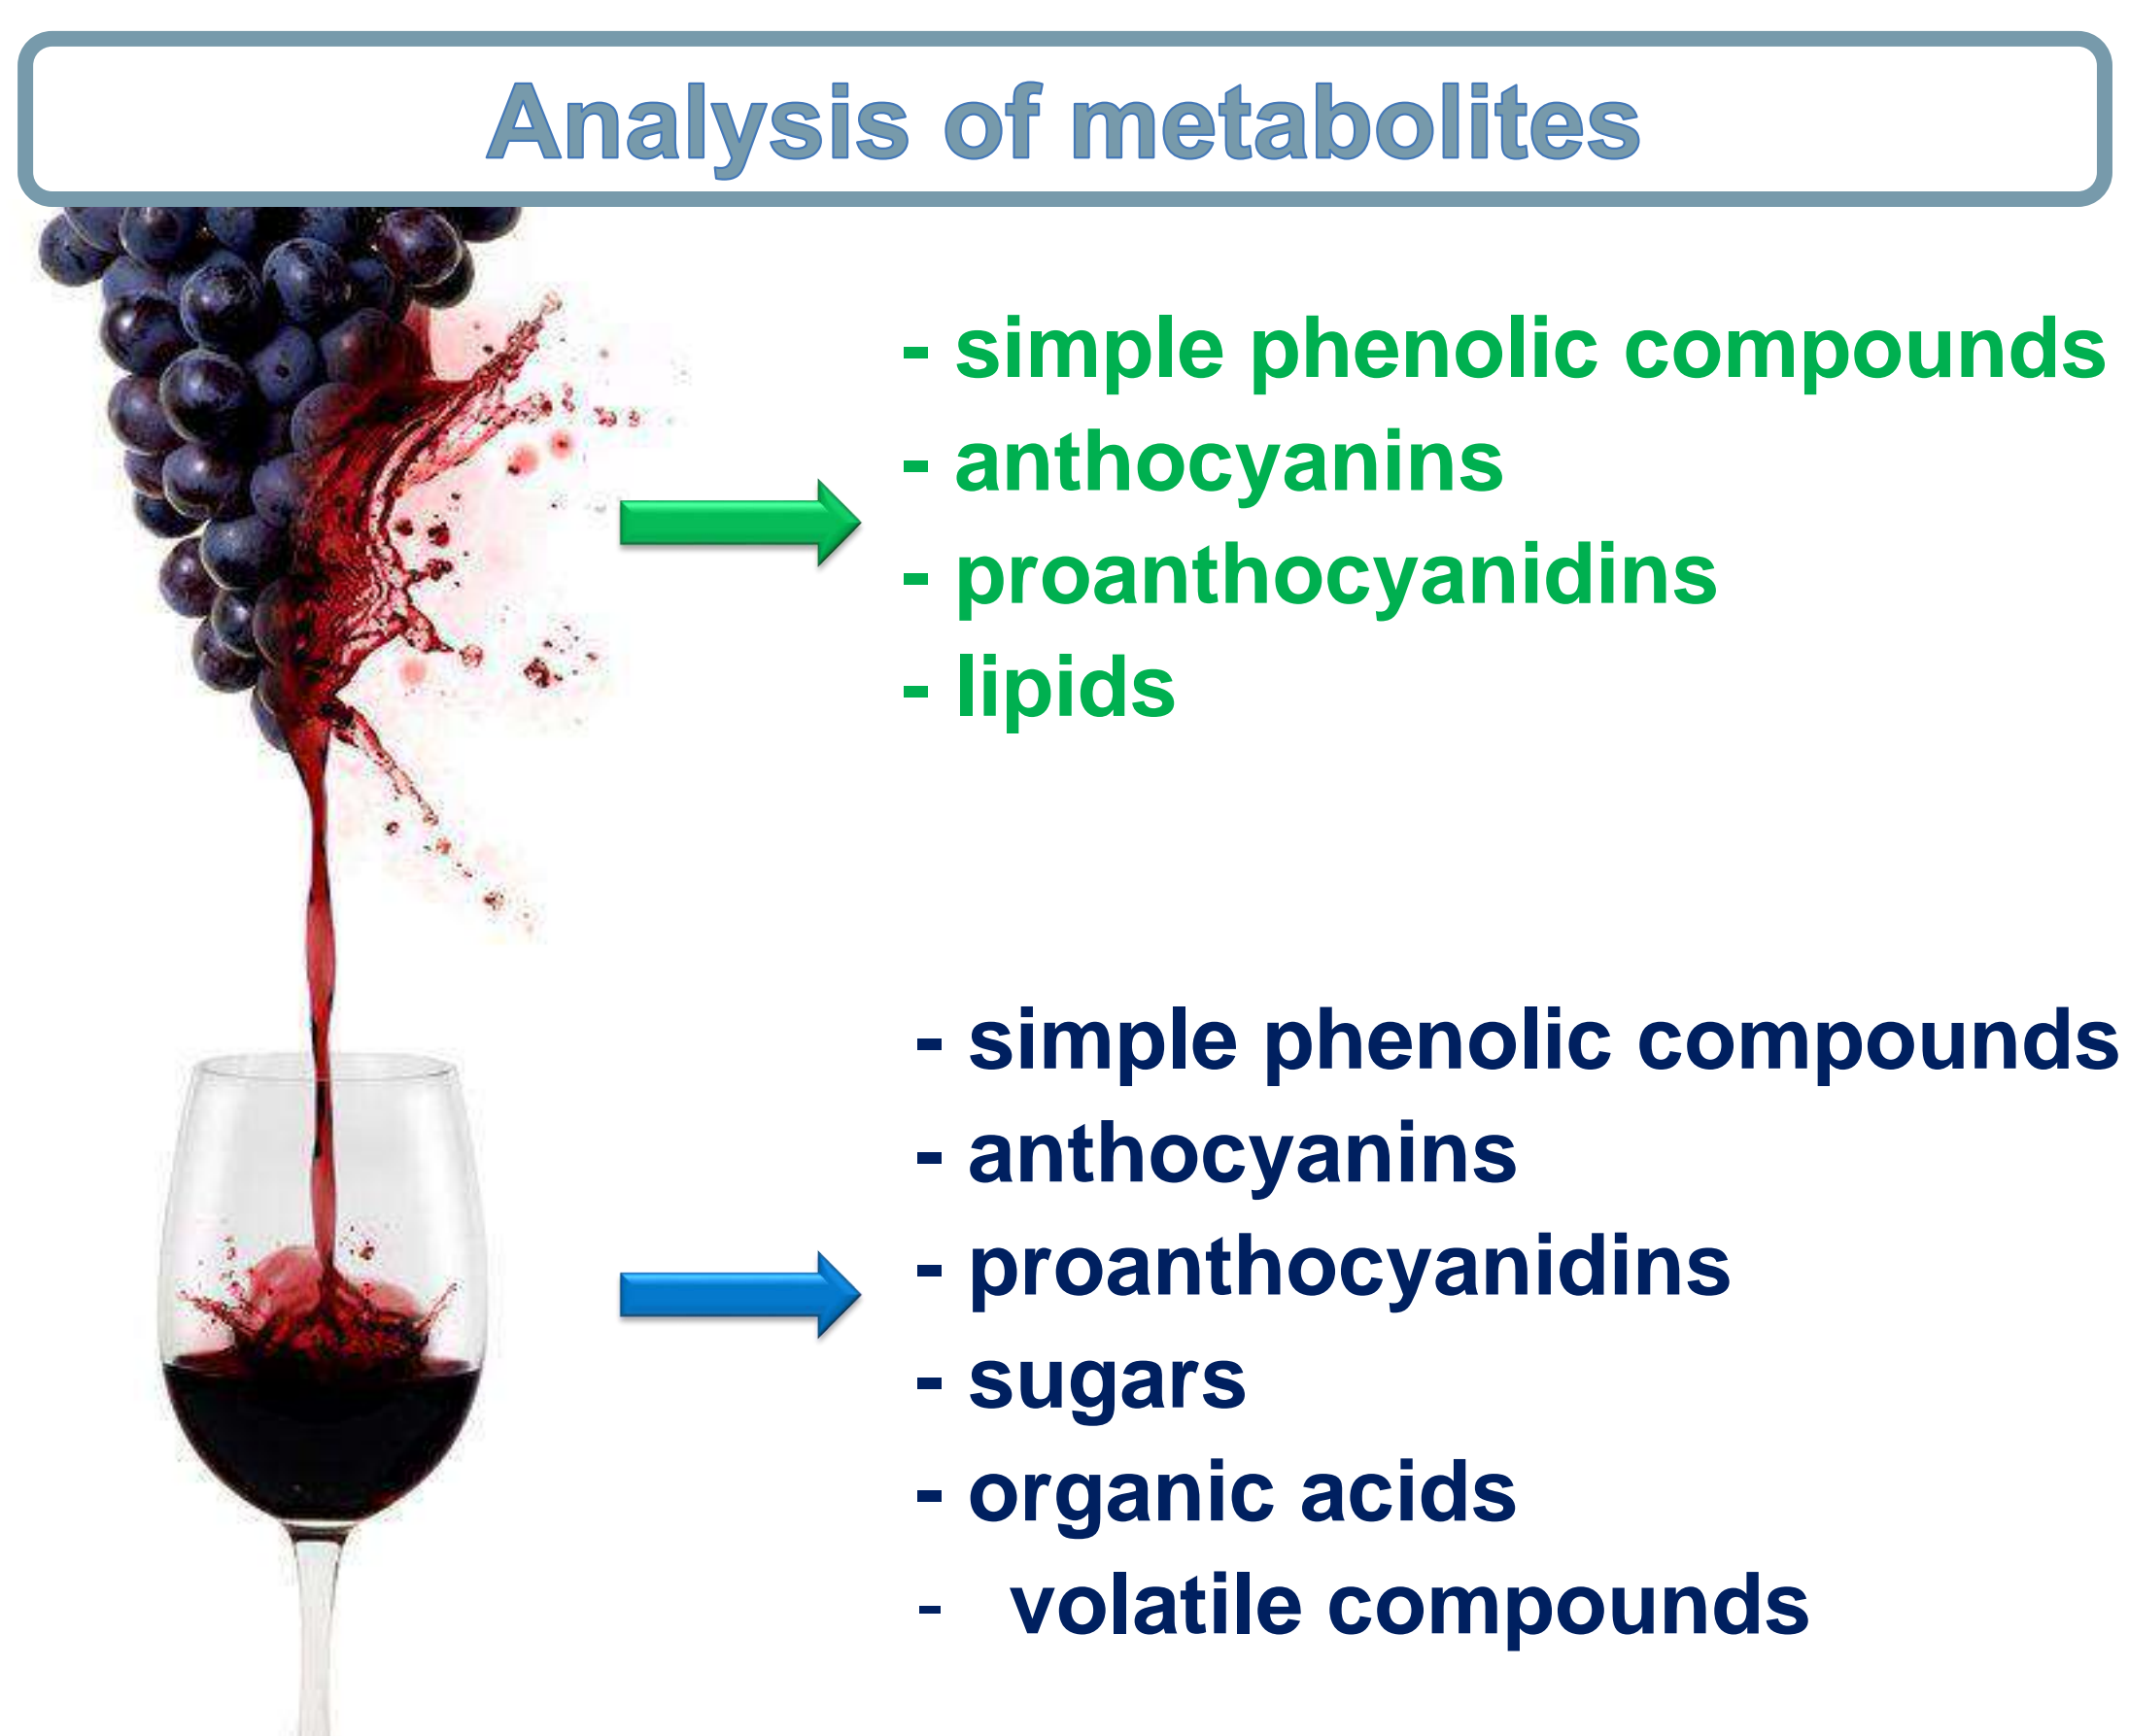 Analysis of metabolites
- simple phenolic compounds
- anthocyanins
- proanthocyanidins
- lipids
- simple phenolic compounds
- anthocyanins
- proanthocyanidins
- sugars
- organic acids
- volatile compounds